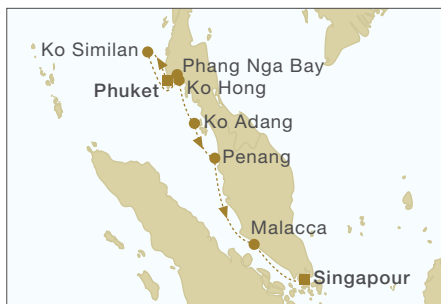 Ko Similan
Phang Nga Bay
Phuket
Ko Hong
Ko Adang
Penang
Malacca
Singapour